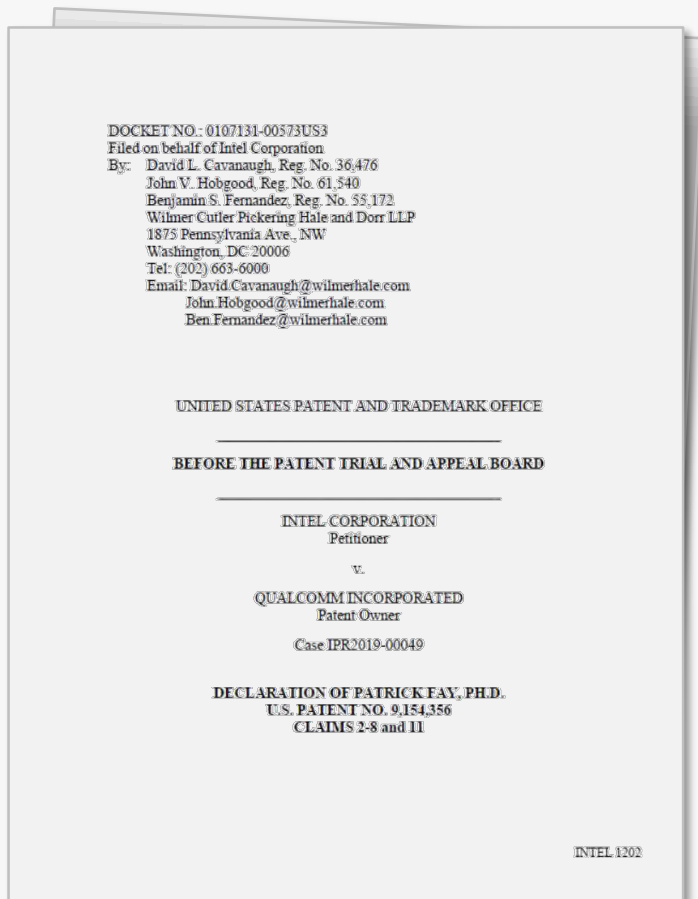 DOCKET NO.: 0107131-00573US3
Filed on behalf of Intel Corporation
By: David L. Cavanaugh, Reg. No. 36,476
John V. Hobgood, Reg. No. 61,540
Benjamin S. Fernandez, Reg. No. 55,172
Wilmer Cutler Pickering Hale and Dorr LLP
1875 Pennsylvania Ave., NW
Washington, DC 20006
Tel: (202) 663-6000
Email: David.Cavanaugh@wilmerhale.com
John.Hobgood@wilmerhale.com
Ben.Fernandez@wilmerhale.com
UNITED STATES PATENT AND TRADEMARK OFFICE
BEFORE THE PATENT TRIAL AND APPEAL BOARD
INTEL CORPORATION
Petitioner
v.
QUALCOMM INCORPORATED
Patent Owner
Case IPR2019-00049
DECLARATION OF PATRICK FAY, PH.D.
U.S. PATENT NO. 9,154,356
CLAIMS 2-8 and 11
INTEL 1202